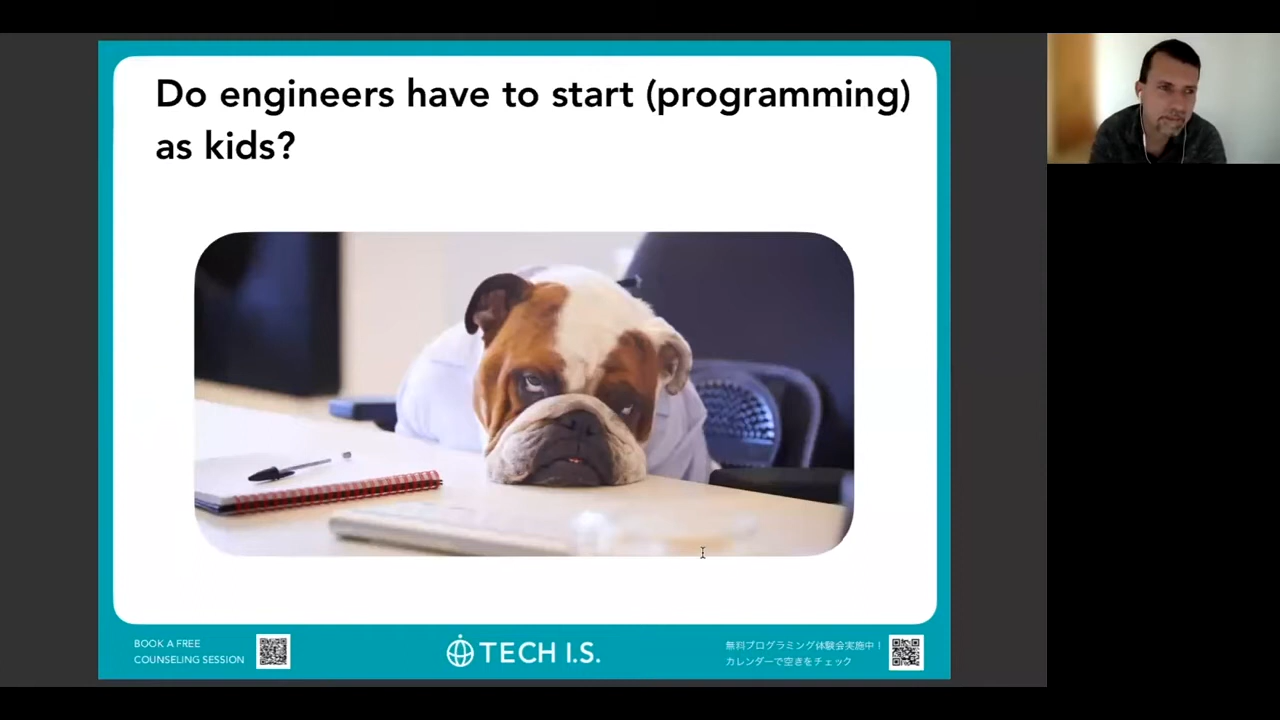 Do engineers have to start (programming)
as kids?
BOOK A FREE
COUNSELING SESSION
TECH I.S.
無料プログラミング体験会実施中！
カレンダーで空きをチェック